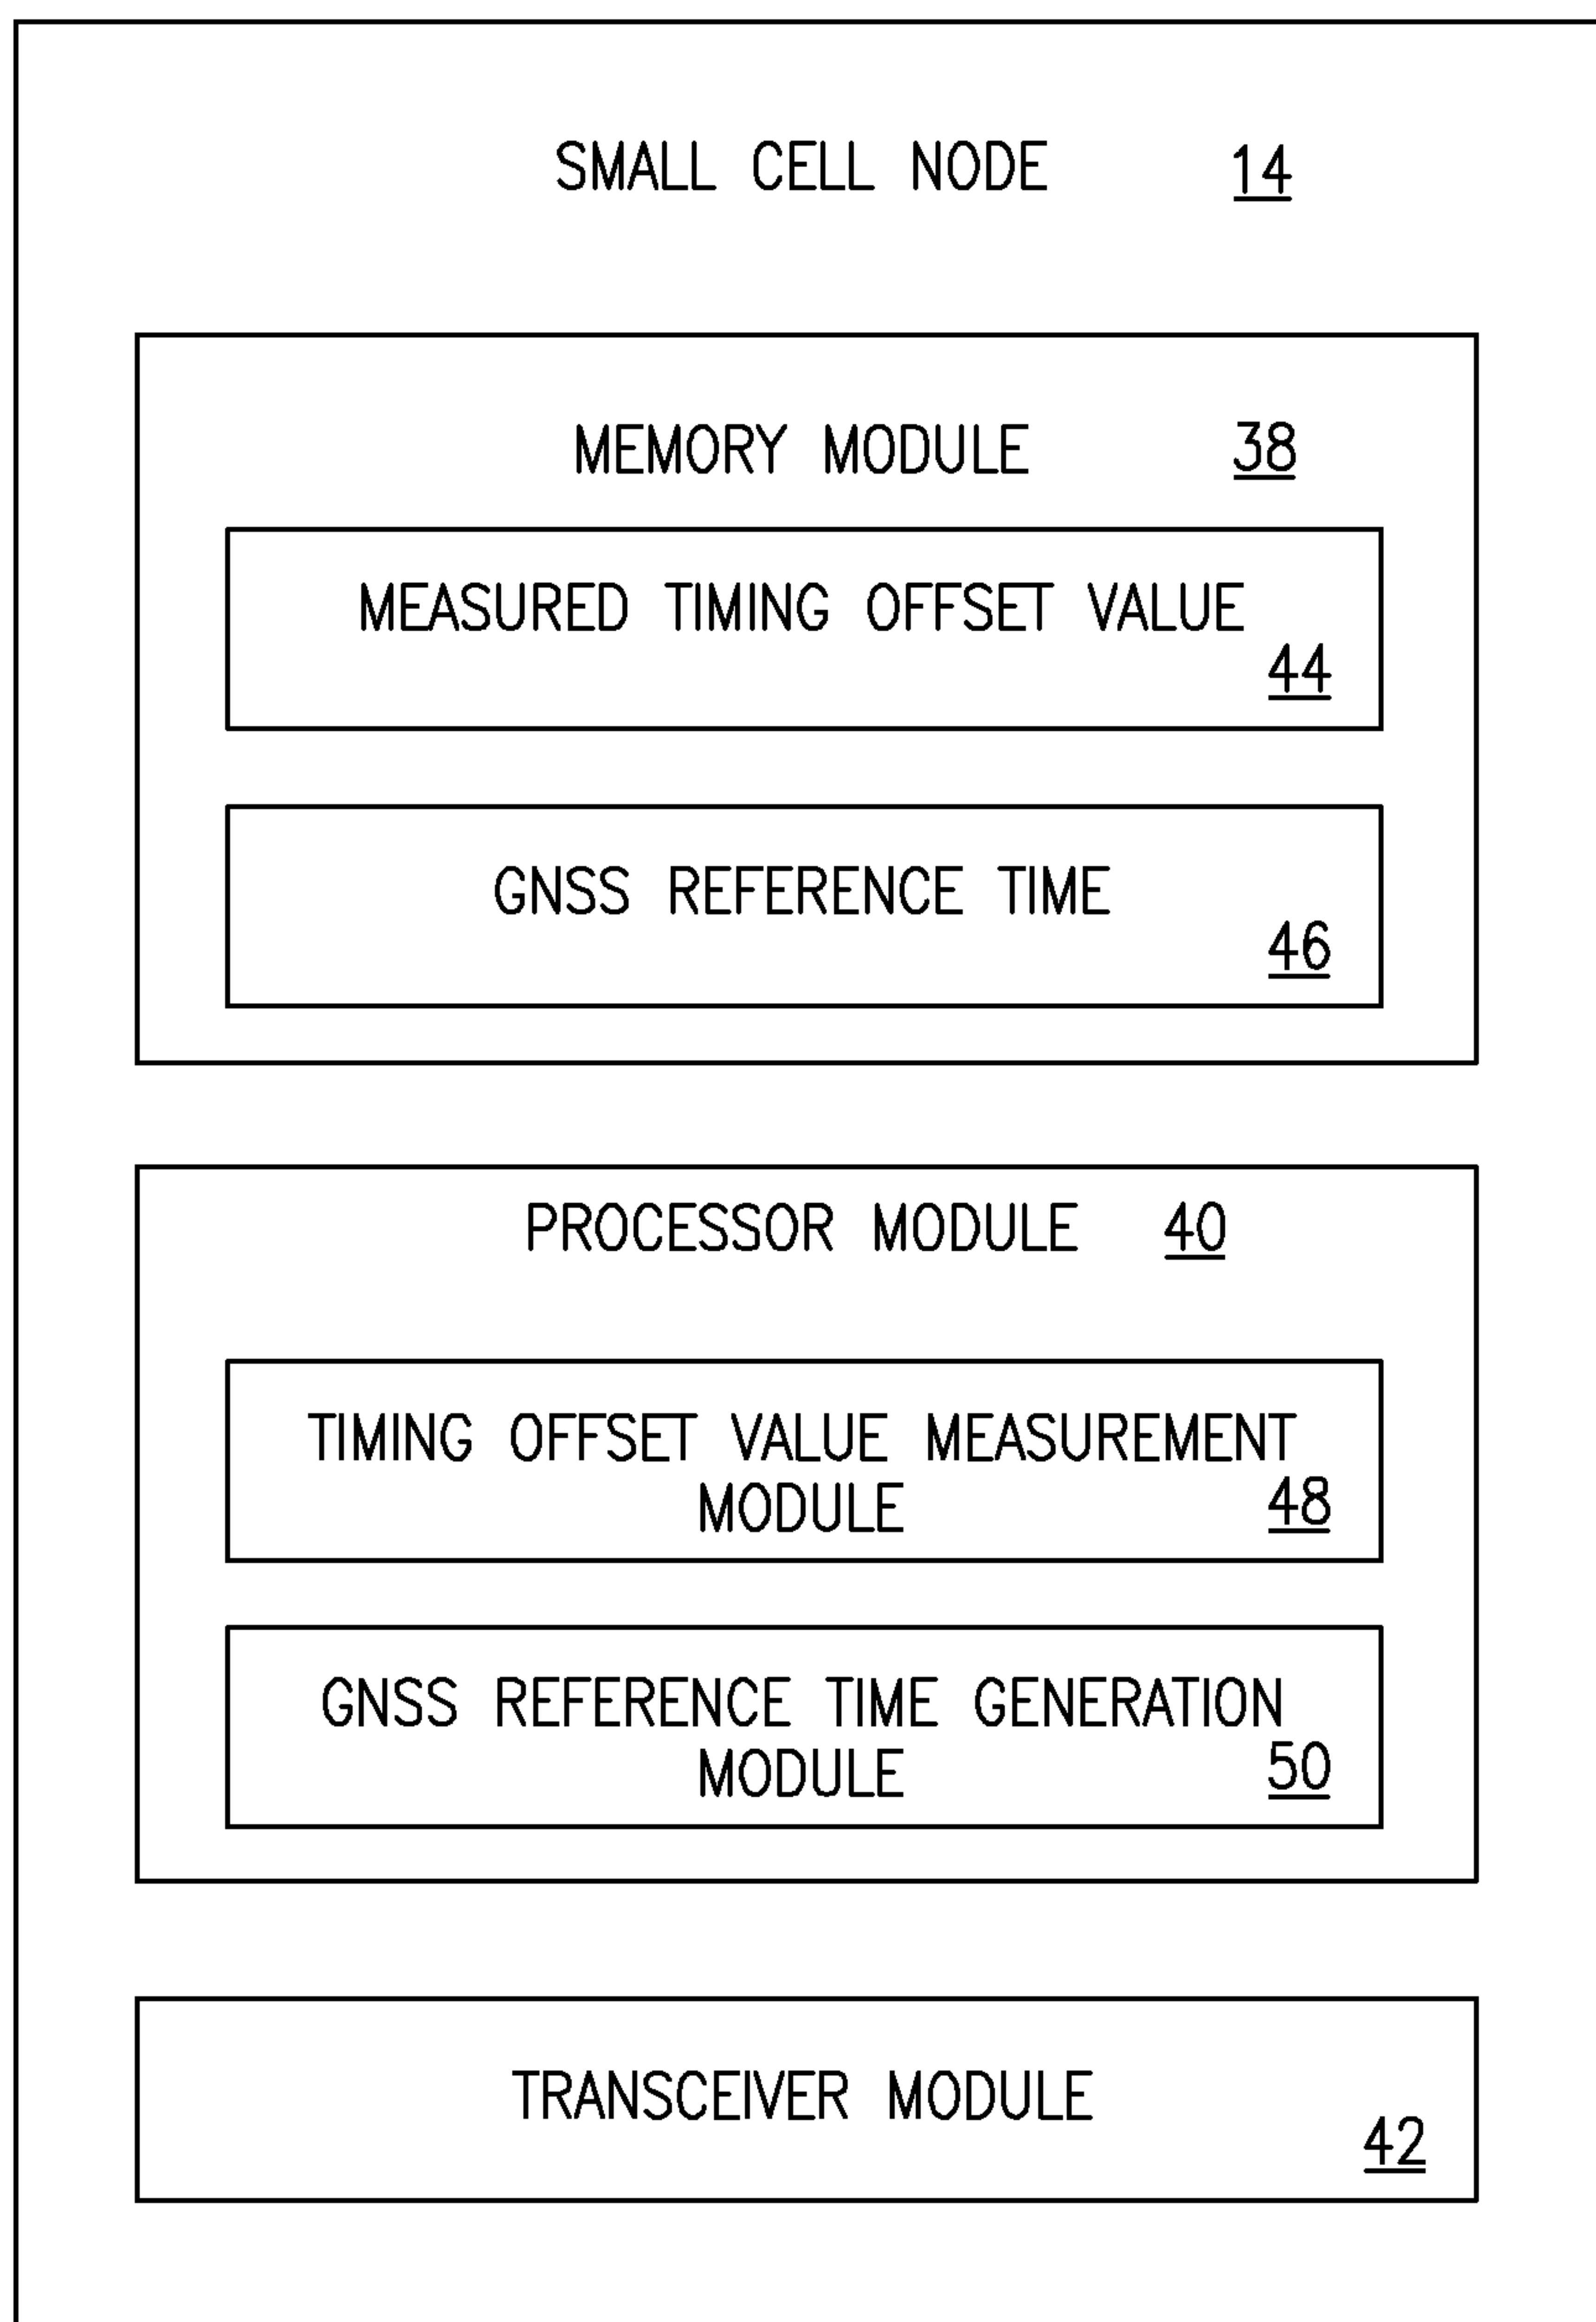 SMALL CELL NODE 14
MEMORY MODULE 38
MEASURED TIMING OFFSET VALUE
44
GNSS REFERENCE TIME
46
PROCESSOR MODULE 40
TIMING OFFSET VALUE MEASUREMENT
MODULE 48
GNSS REFERENCE TIME GENERATION
MODULE 50
TRANSCEIVER MODULE
42